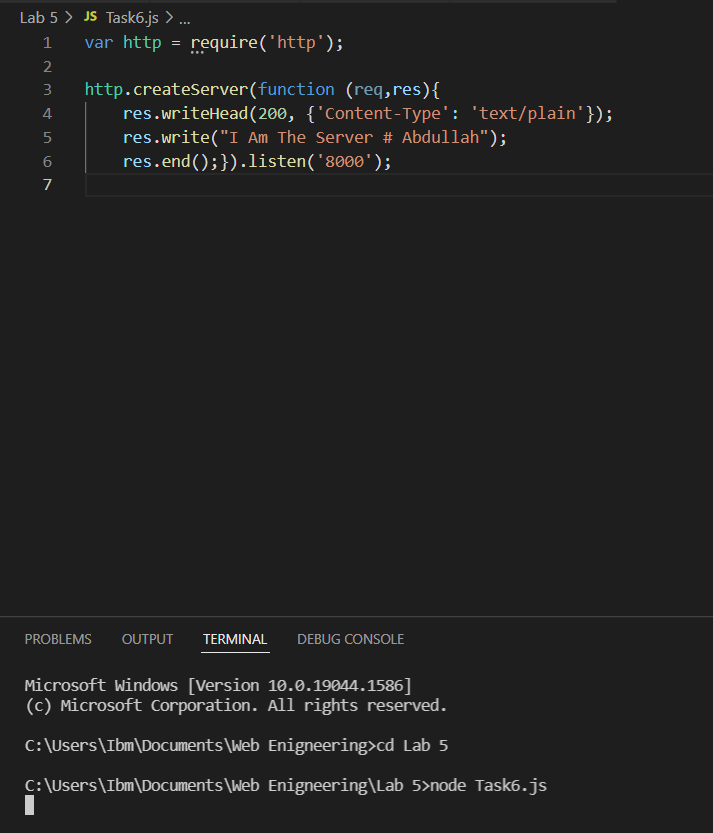 Lab 5 > JS Task6.js > ...
1 var http = require('http');
2
3 http.createServer(function (req,res){
4     res.writeHead(200, {'Content-Type': 'text/plain'});
5     res.write("I Am The Server # Abdullah");
6     res.end();}).listen('8000');
7
PROBLEMS OUTPUT TERMINAL DEBUG CONSOLE
Microsoft Windows [Version 10.0.19044.1586]
(c) Microsoft Corporation. All rights reserved.
C:\Users\Ibm\Documents\Web Enigneering>cd Lab 5
C:\Users\Ibm\Documents\Web Enigneering\Lab 5>node Task6.js